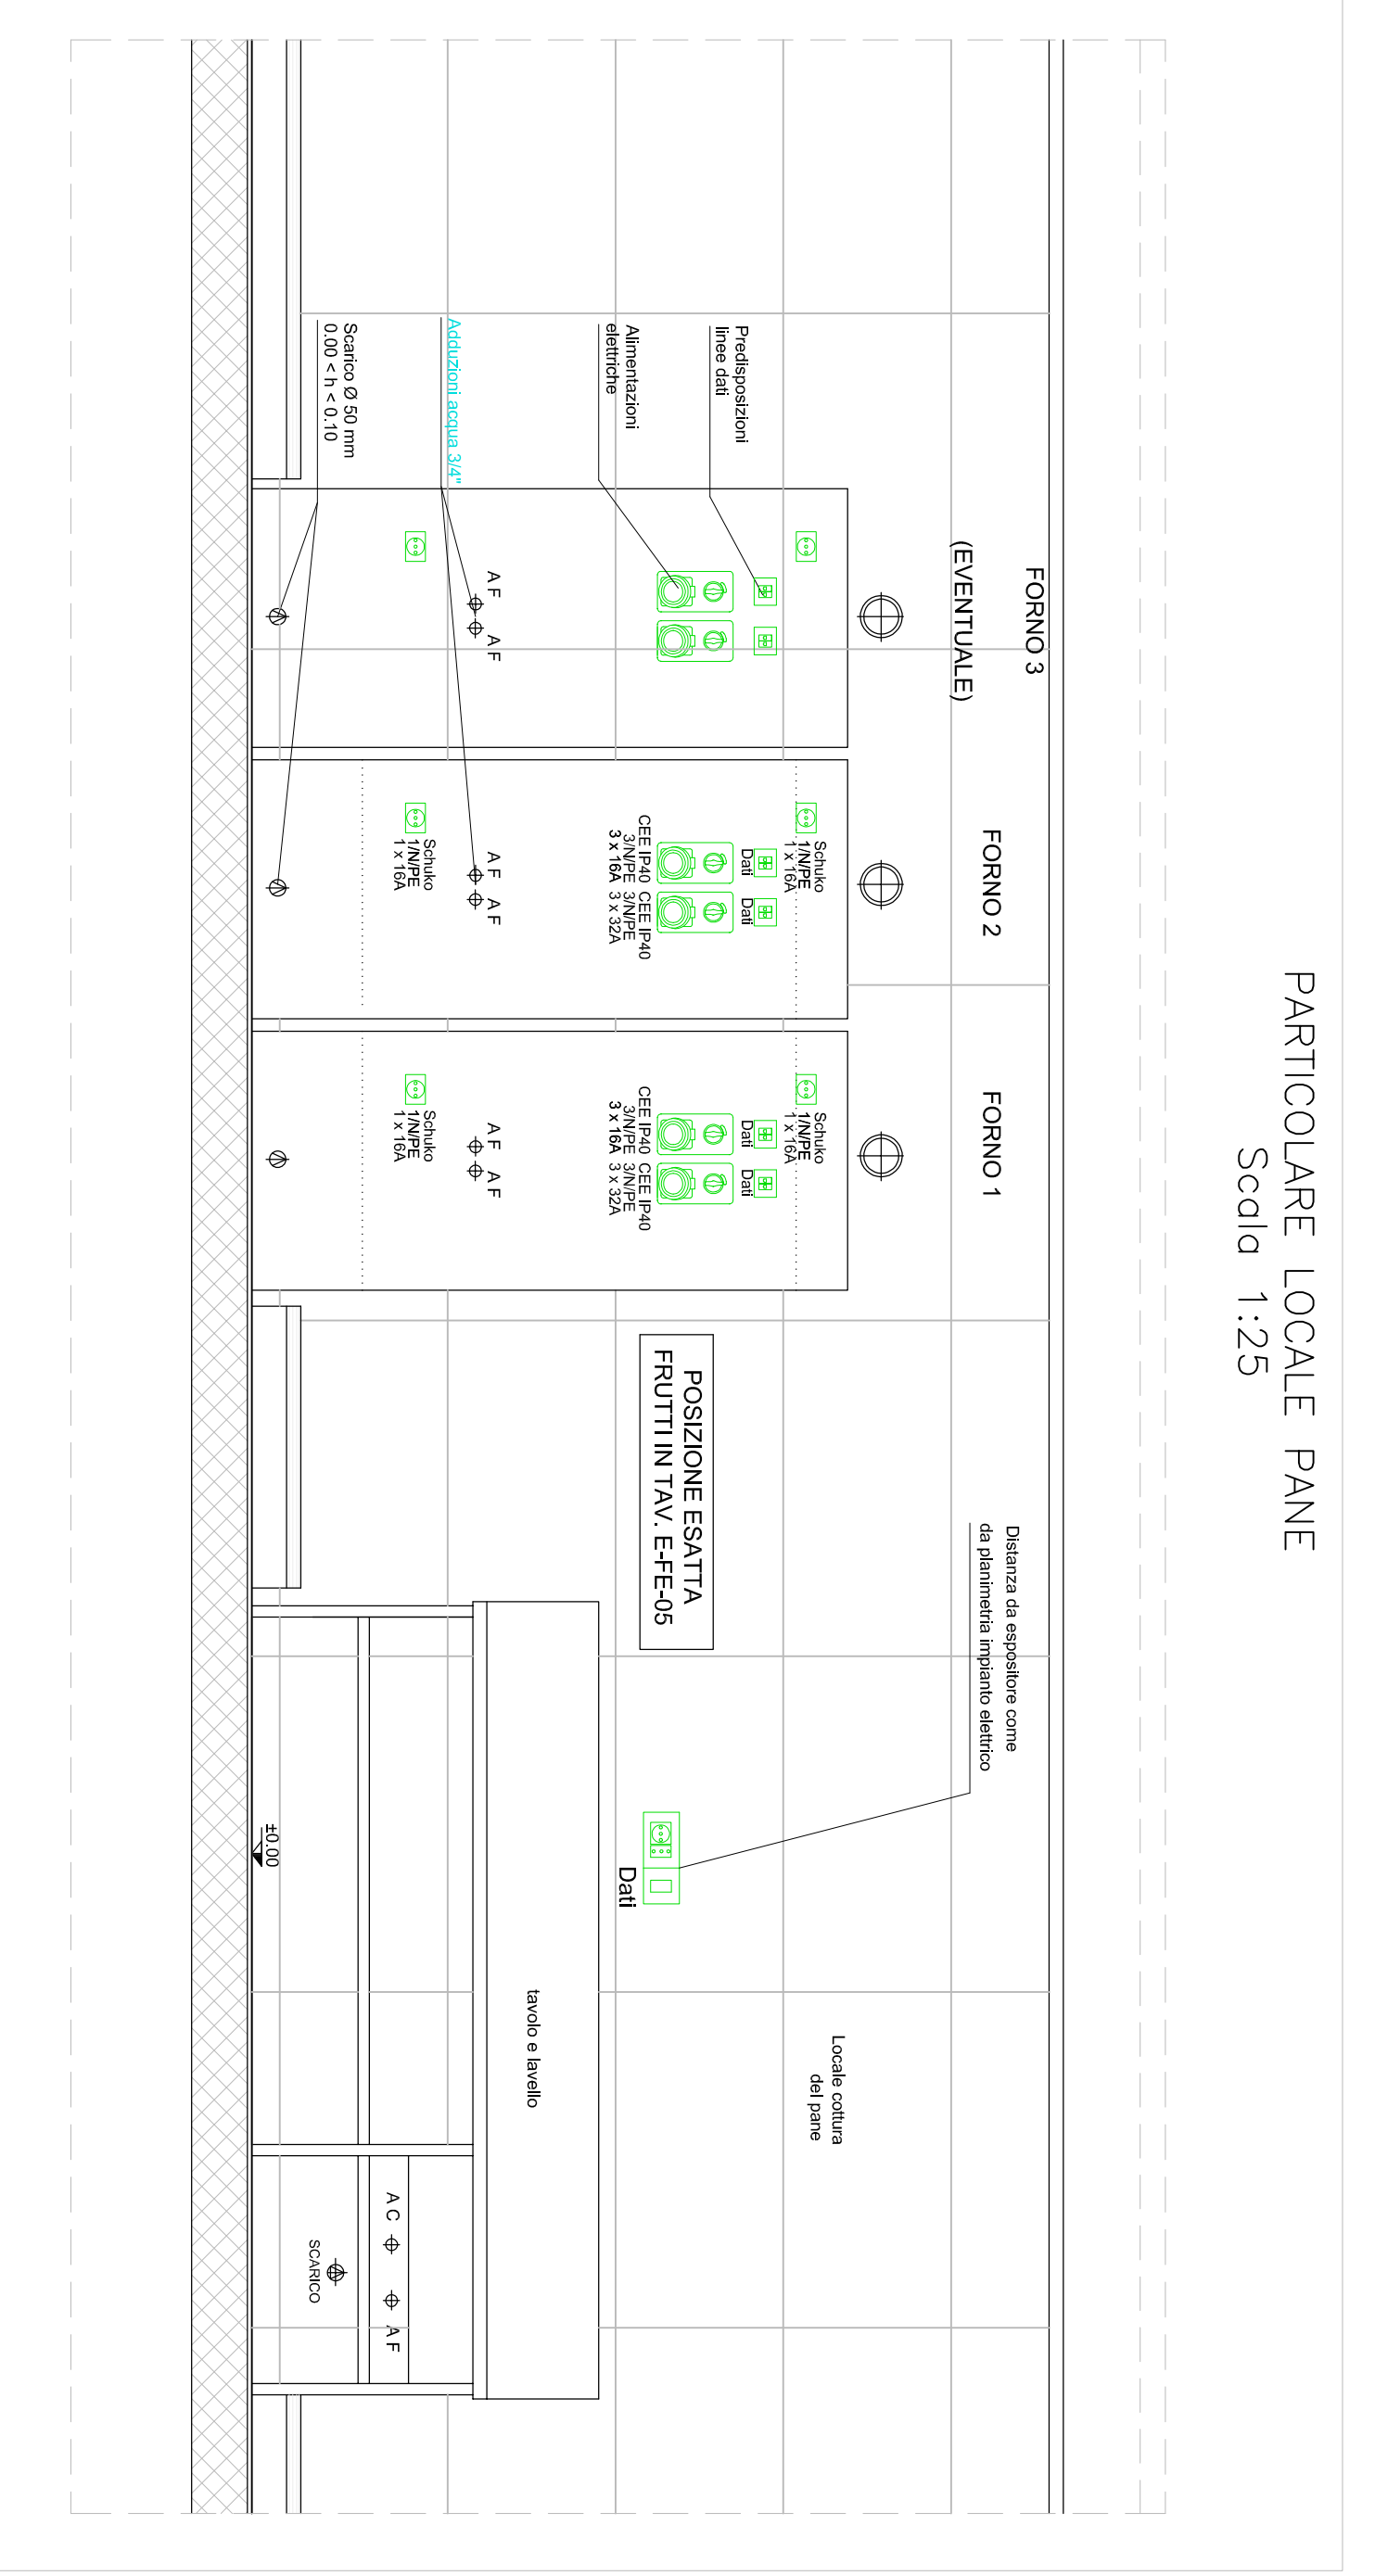 PARTICOLARE LOCALE PANE
Scala 1:25
FORNO 3
(EVENTUALE)
FORNO 2
FORNO 1
Distanza da espositore come
da planimetria impianto elettrico
Predisposizioni
linee dati
Alimentazioni
elettriche
Adduzioni acqua 3/4"
Scarico Ø 50 mm
0.00 < h < 0.10
A F
A F
Schuko
1/N/PE
1 x 16A
Dati
Dati
CEE IP40
3/N/PE
3 x 16A
CEE IP40
3/N/PE
3 x 32A
A F
A F
Schuko
1/N/PE
1 x 16A
Schuko
1/N/PE
1 x 16A
Dati
Dati
CEE IP40
3/N/PE
3 x 16A
CEE IP40
3/N/PE
3 x 32A
A F
A F
Schuko
1/N/PE
1 x 16A
POSIZIONE ESATTA
FRUTTI IN TAV. E-FE-05
Dati
Locale cottura
del pane
tavolo e lavello
A C
A F
SCARICO
±0.00